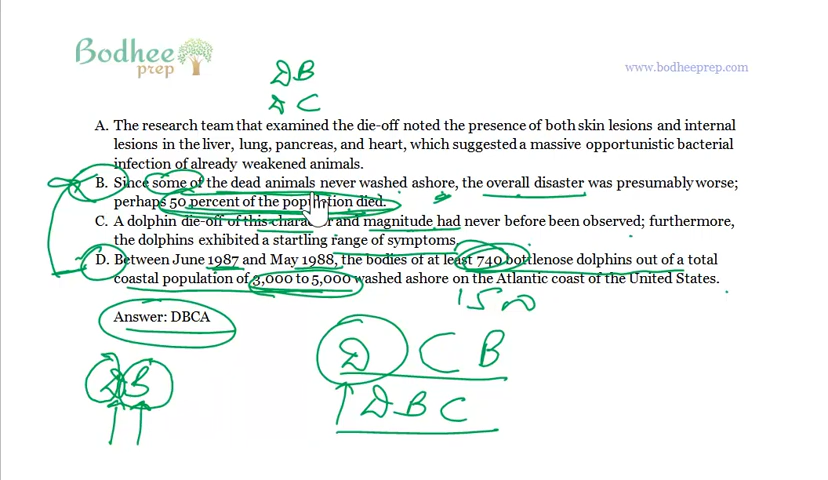 Bodhee
prep
www.bodheeprep.com
D B
D C
A. The research team that examined the die-off noted the presence of both skin lesions and internal
lesions in the liver, lung, pancreas, and heart, which suggested a massive opportunistic bacterial
infection of already weakened animals.
B. Since some of the dead animals never washed ashore, the overall disaster was presumably worse;
perhaps 50 percent of the population died.
C. A dolphin die-off of this character and magnitude had never before been observed; furthermore,
the dolphins exhibited a startling range of symptoms.
D. Between June 1987 and May 1988, the bodies of at least 740 bottlenose dolphins out of a total
coastal population of 3,000 to 5,000 washed ashore on the Atlantic coast of the United States.
1500
Answer: DBCA
D C B
D B
D B C